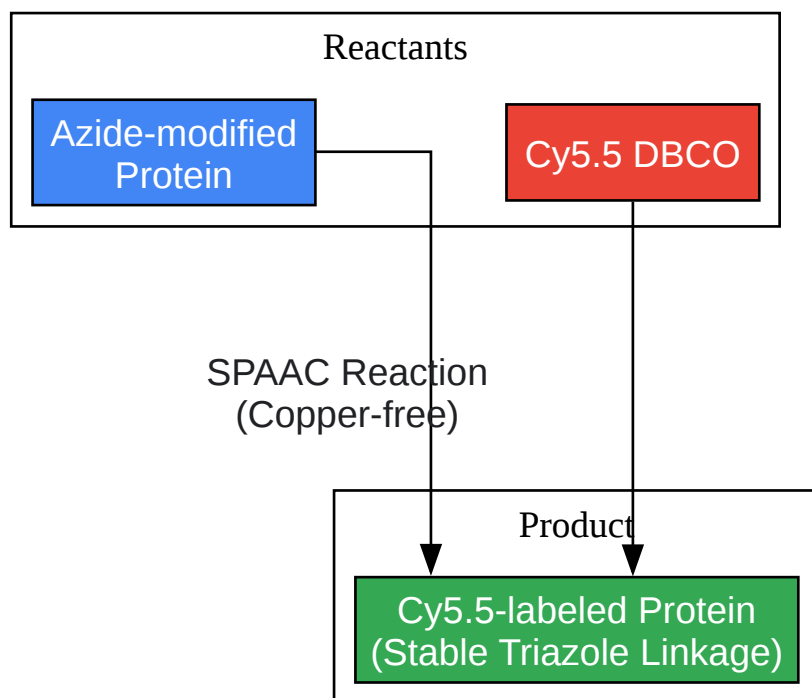 Reactants
Azide-modified
Protein
Cy5.5 DBCO
SPAAC Reaction
(Copper-free)
Product
Cy5.5-labeled Protein
(Stable Triazole Linkage)